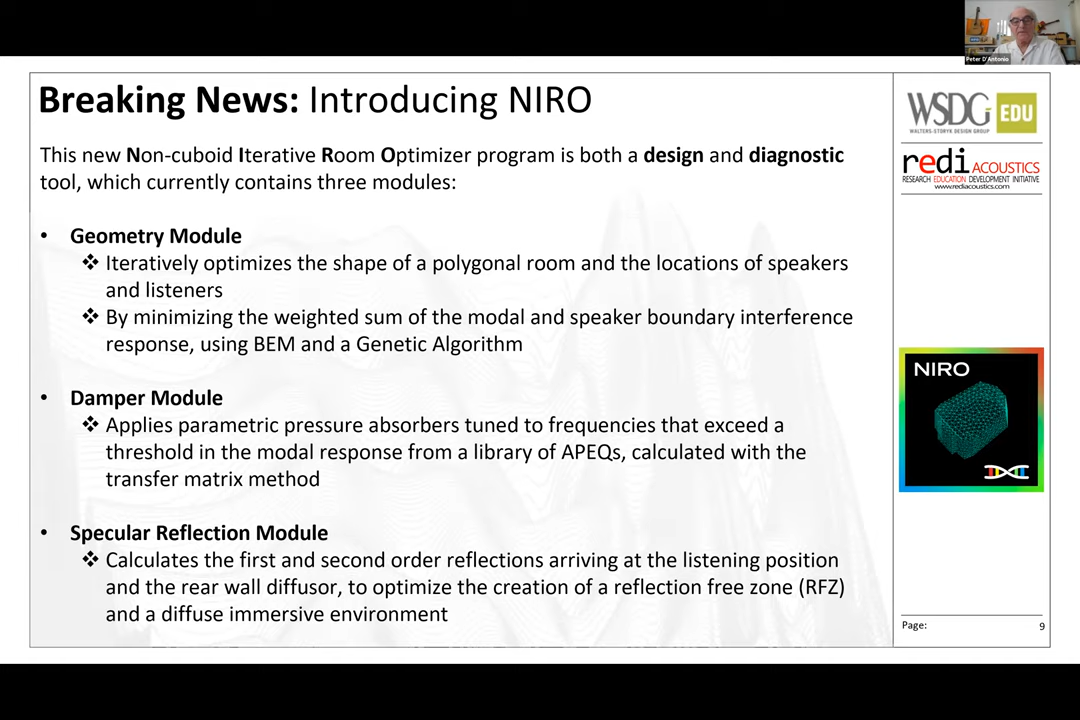 Peter D'Antonio
Breaking News: Introducing NIRO
This new Non-cuboid Iterative Room Optimizer program is both a design and diagnostic
tool, which currently contains three modules:
• Geometry Module
❖ Iteratively optimizes the shape of a polygonal room and the locations of speakers
and listeners
❖ By minimizing the weighted sum of the modal and speaker boundary interference
response, using BEM and a Genetic Algorithm
• Damper Module
❖ Applies parametric pressure absorbers tuned to frequencies that exceed a
threshold in the modal response from a library of APEQs, calculated with the
transfer matrix method
• Specular Reflection Module
❖ Calculates the first and second order reflections arriving at the listening position
and the rear wall diffusor, to optimize the creation of a reflection free zone (RFZ)
and a diffuse immersive environment
WSDG EDU
WALTERS-STORYK DESIGN GROUP
redi ACOUSTICS
RESEARCH EDUCATION DEVELOPMENT INITIATIVE
www.rediacoustics.com
NIRO
Page: 9